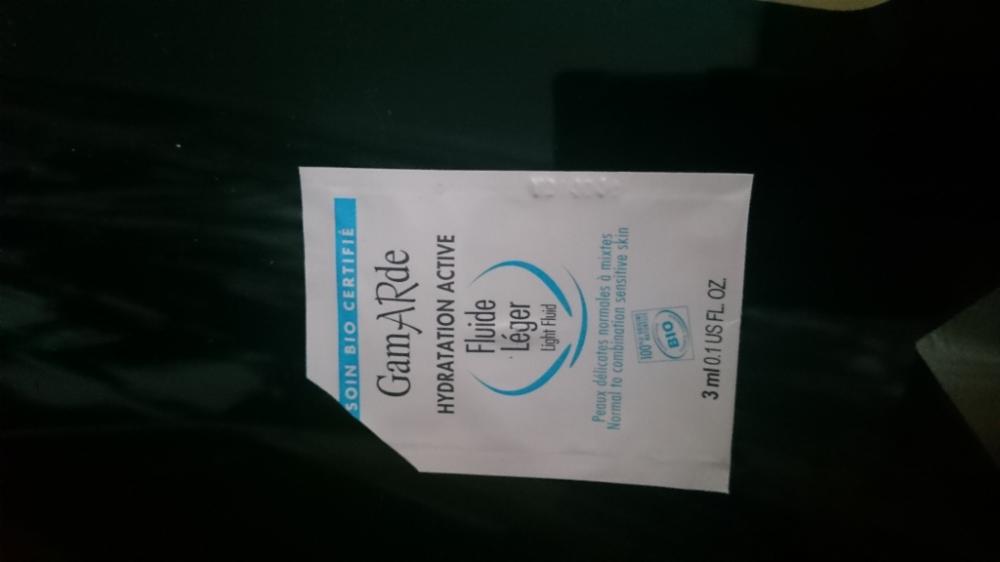 SOIN BIO CERTIFIÉ
GamARde
HYDRATATION ACTIVE
Fluide
Léger
Light Fluid
Peaux délicates normales à mixtes
Normal to combination sensitive skin
100%
BIO
3 ml 0.1 US FL. OZ.